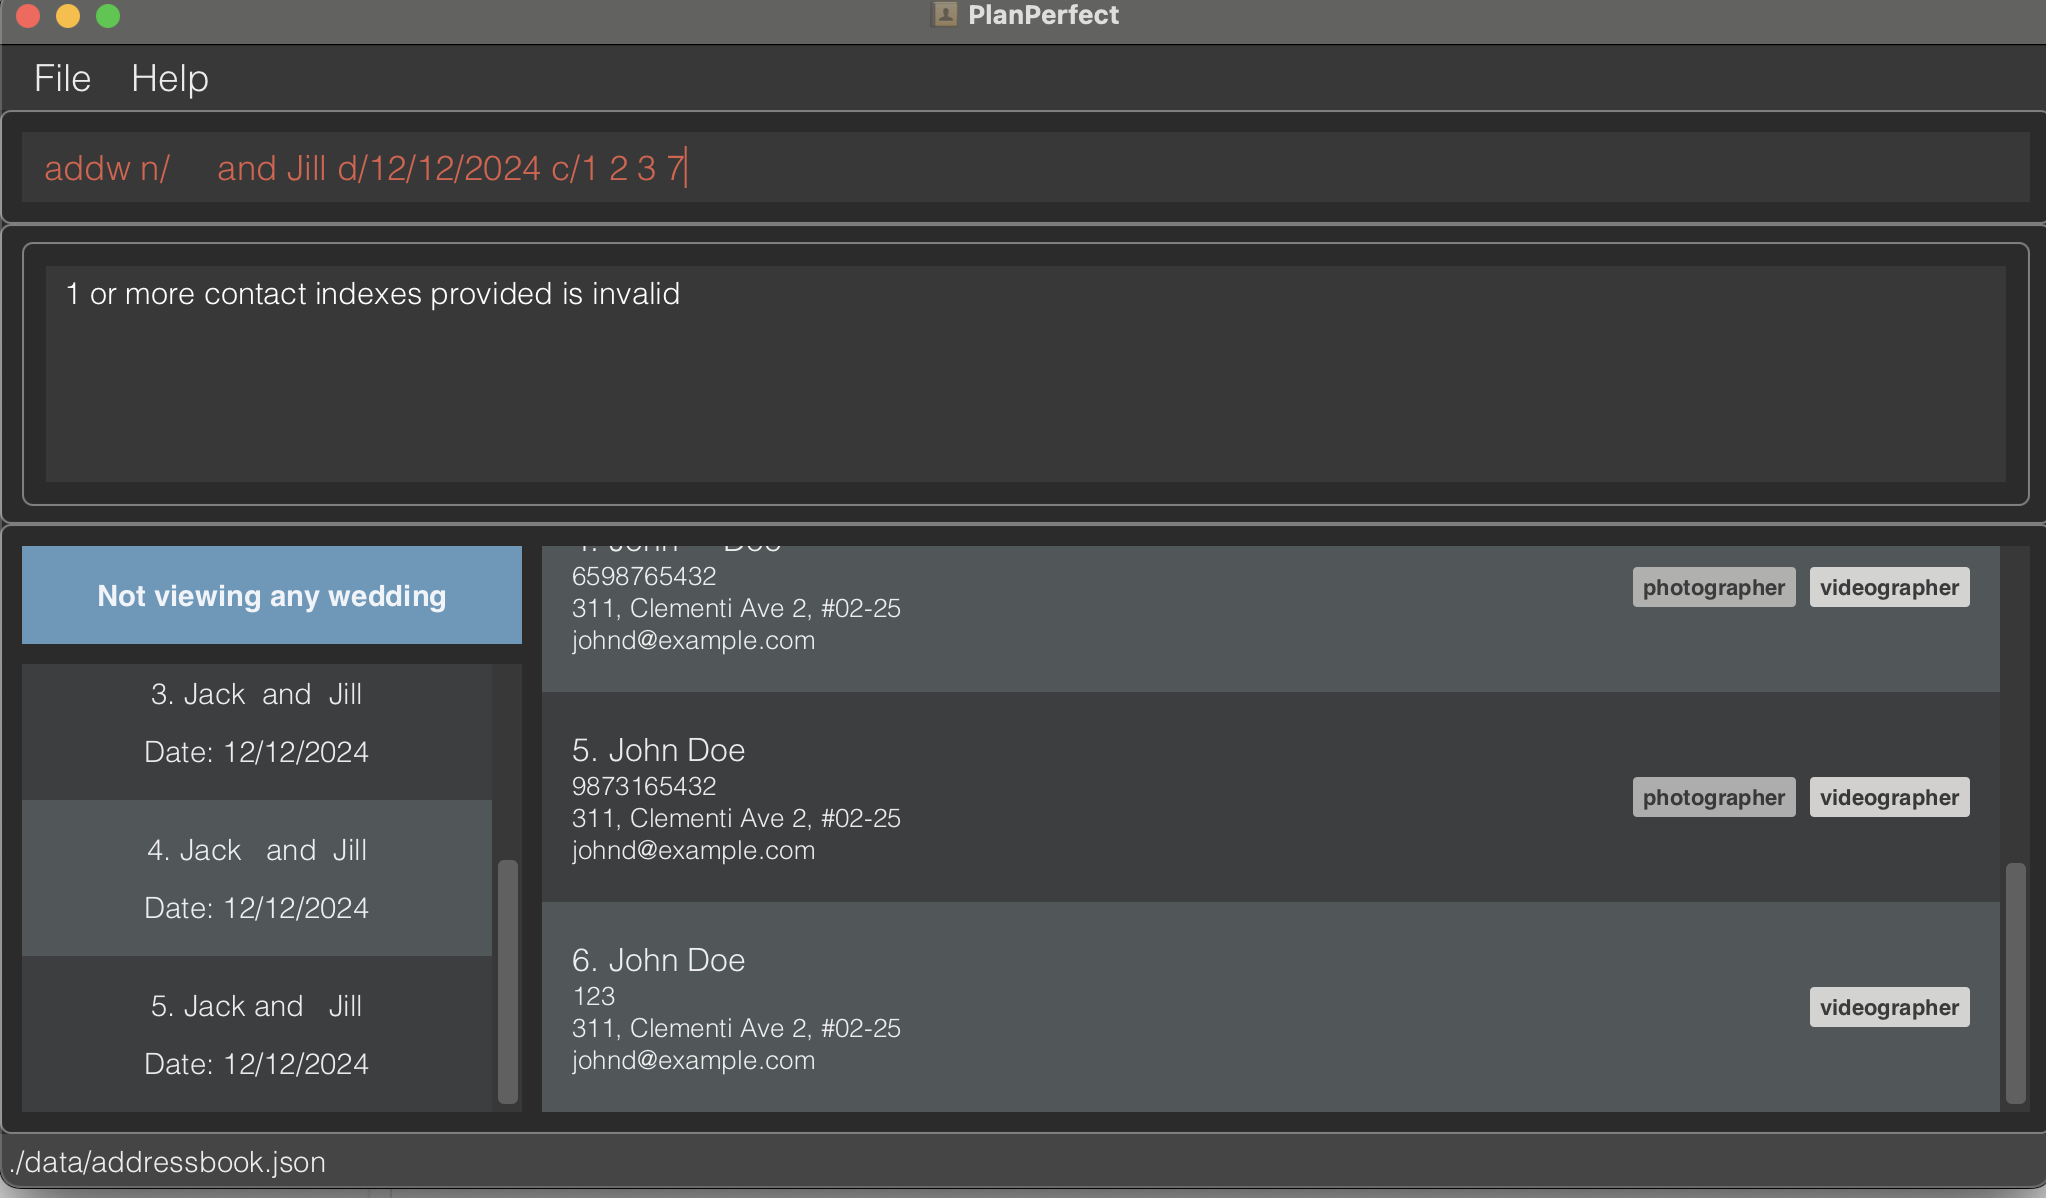 PlanPerfect
File Help
addw n/     and Jill d/12/12/2024 c/1 2 3 7
1 or more contact indexes provided is invalid
Not viewing any wedding
3. Jack  and  Jill
Date: 12/12/2024
4. Jack   and  Jill
Date: 12/12/2024
5. Jack and   Jill
Date: 12/12/2024
John     Doe
6598765432
311, Clementi Ave 2, #02-25
johnd@example.com
photographer videographer
5. John Doe
9873165432
311, Clementi Ave 2, #02-25
johnd@example.com
photographer videographer
6. John Doe
123
311, Clementi Ave 2, #02-25
johnd@example.com
videographer
./data/addressbook.json